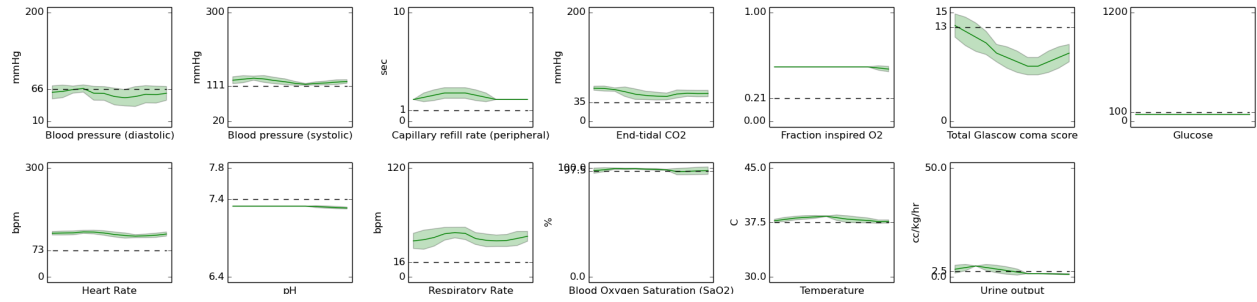 200
mmHg
66
10
Blood pressure (diastolic)
300
mmHg
111
20
Blood pressure (systolic)
10
sec
1
0
Capillary refill rate (peripheral)
200
mmHg
35
0
End-tidal CO2
1.00
0.21
0.00
Fraction inspired O2
15
13
0
Total Glascow coma score
1200
100
0
Glucose
300
bpm
73
0
Heart Rate
7.8
7.4
6.4
pH
120
bpm
16
0
Respiratory Rate
100.0
97.5
%
0.0
Blood Oxygen Saturation (SaO2)
45.0
C
37.5
30.0
Temperature
50.0
cc/kg/hr
2.5
0.0
Urine output